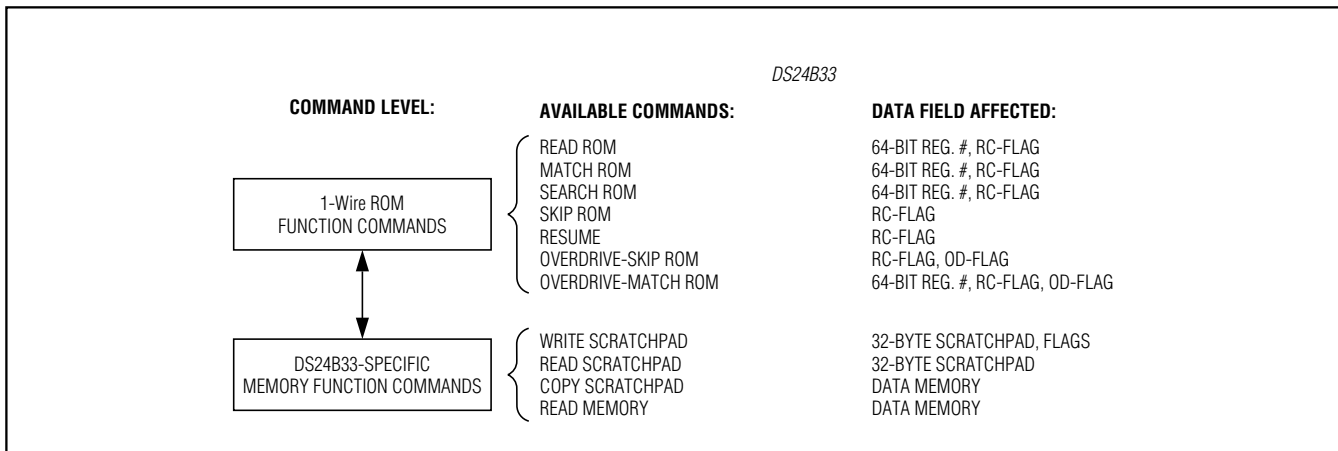 DS24B33
COMMAND LEVEL: AVAILABLE COMMANDS: DATA FIELD AFFECTED:
1-Wire ROM
FUNCTION COMMANDS
READ ROM 64-BIT REG. #, RC-FLAG
MATCH ROM 64-BIT REG. #, RC-FLAG
SEARCH ROM 64-BIT REG. #, RC-FLAG
SKIP ROM RC-FLAG
RESUME RC-FLAG
OVERDRIVE-SKIP ROM RC-FLAG, OD-FLAG
OVERDRIVE-MATCH ROM 64-BIT REG. #, RC-FLAG, OD-FLAG
DS24B33-SPECIFIC
MEMORY FUNCTION COMMANDS
WRITE SCRATCHPAD 32-BYTE SCRATCHPAD, FLAGS
READ SCRATCHPAD 32-BYTE SCRATCHPAD
COPY SCRATCHPAD DATA MEMORY
READ MEMORY DATA MEMORY